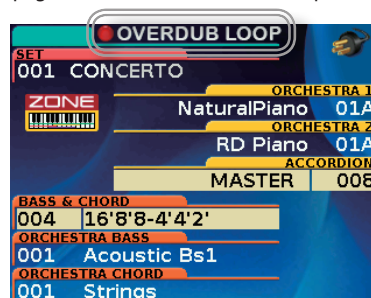 OVERDUB LOOP
SET
001 CONCERTO
ZONE
ORCHESTRA 1
NaturalPiano 01A
ORCHESTRA 2
RD Piano 01A
ACCORDION
MASTER 008
BASS & CHORD
004 16'8'8-4'4'2'
ORCHESTRA BASS
001 Acoustic Bs1
ORCHESTRA CHORD
001 Strings